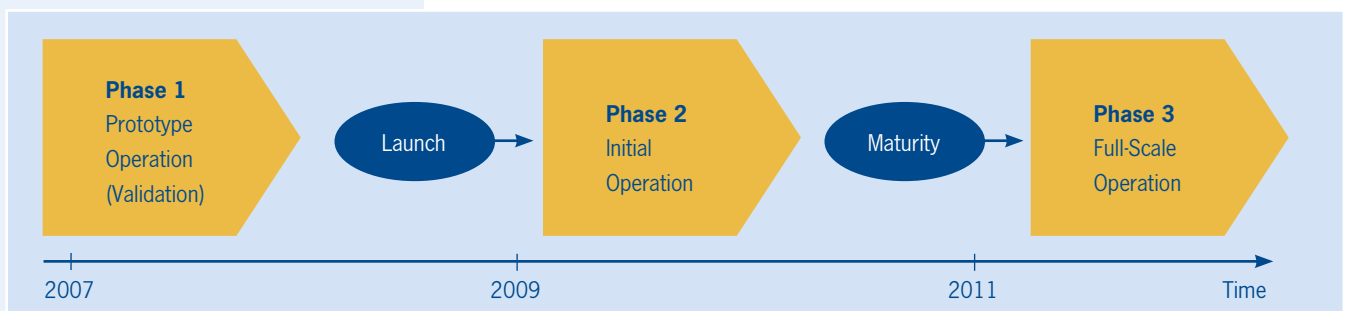 Phase 1
Prototype
Operation
(Validation)
Launch
Phase 2
Initial
Operation
Maturity
Phase 3
Full-Scale
Operation
2007
2009
2011
Time